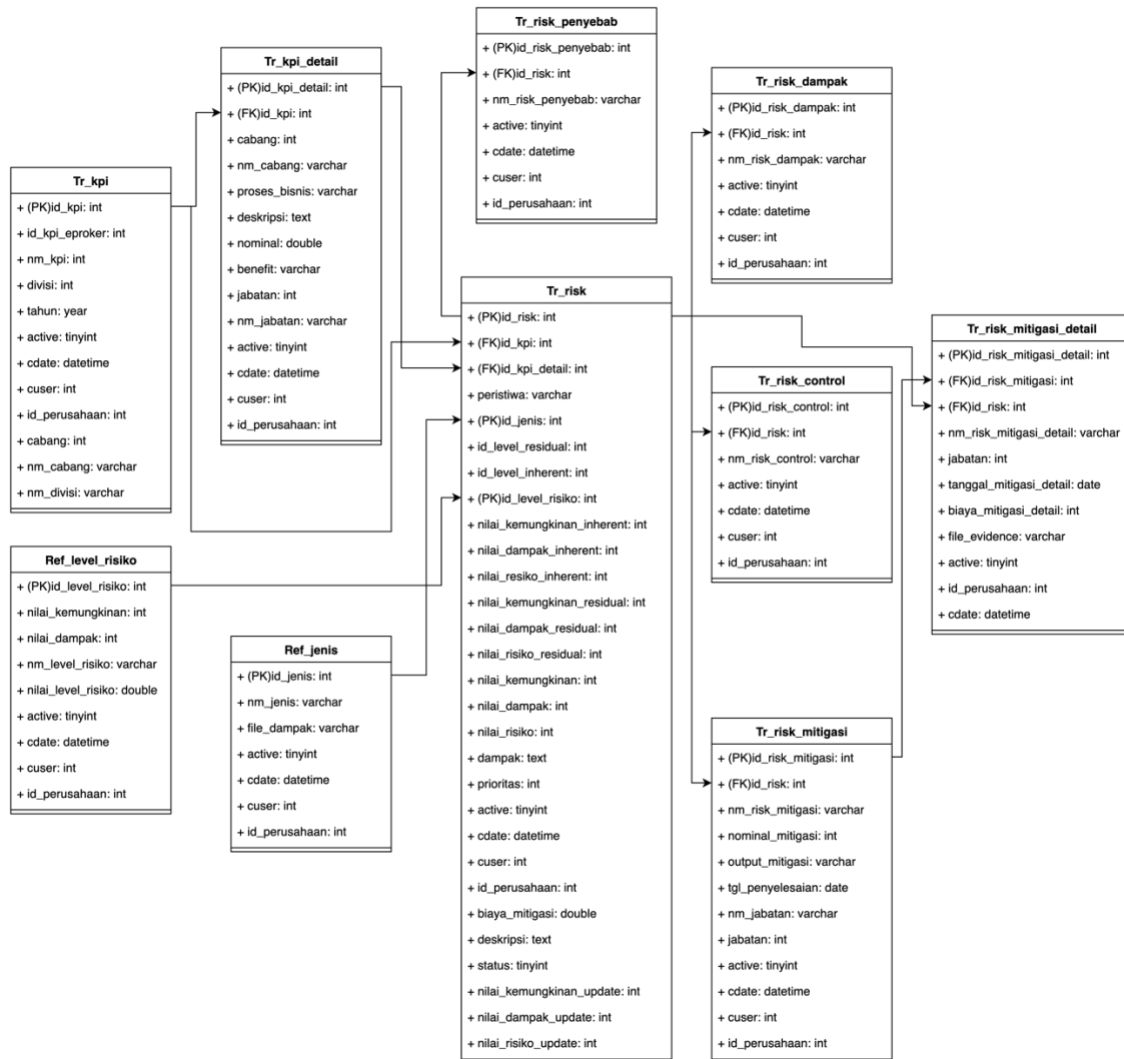 Tr_kpi
+ (PK)id_kpi: int
+ id_kpi_eproker: int
+ nm_kpi: int
+ divisi: int
+ tahun: year
+ active: tinyint
+ cdate: datetime
+ cuser: int
+ id_perusahaan: int
+ cabang: int
+ nm_cabang: varchar
+ nm_divisi: varchar
Ref_level_risiko
+ (PK)id_level_risiko: int
+ nilai_kemungkinan: int
+ nilai_dampak: int
+ nm_level_risiko: varchar
+ nilai_level_risiko: double
+ active: tinyint
+ cdate: datetime
+ cuser: int
+ id_perusahaan: int
Tr_kpi_detail
+ (PK)id_kpi_detail: int
+ (FK)id_kpi: int
+ cabang: int
+ nm_cabang: varchar
+ proses_bisnis: varchar
+ deskripsi: text
+ nominal: double
+ benefit: varchar
+ jabatan: int
+ nm_jabatan: varchar
+ active: tinyint
+ cdate: datetime
+ cuser: int
+ id_perusahaan: int
Ref_jenis
+ (PK)id_jenis: int
+ nm_jenis: varchar
+ file_dampak: varchar
+ active: tinyint
+ cdate: datetime
+ cuser: int
+ id_perusahaan: int
Tr_risk_penyebab
+ (PK)id_risk_penyebab: int
+ (FK)id_risk: int
+ nm_risk_penyebab: varchar
+ active: tinyint
+ cdate: datetime
+ cuser: int
+ id_perusahaan: int
Tr_risk
+ (PK)id_risk: int
+ (FK)id_kpi: int
+ (FK)id_kpi_detail: int
+ peristiwa: varchar
+ (PK)id_jenis: int
+ id_level_residual: int
+ id_level_inherent: int
+ (PK)id_level_risiko: int
+ nilai_kemungkinan_inherent: int
+ nilai_dampak_inherent: int
+ nilai_resiko_inherent: int
+ nilai_kemungkinan_residual: int
+ nilai_dampak_residual: int
+ nilai_risiko_residual: int
+ nilai_kemungkinan: int
+ nilai_dampak: int
+ nilai_risiko: int
+ dampak: text
+ prioritas: int
+ active: tinyint
+ cdate: datetime
+ cuser: int
+ id_perusahaan: int
+ biaya_mitigasi: double
+ deskripsi: text
+ status: tinyint
+ nilai_kemungkinan_update: int
+ nilai_dampak_update: int
+ nilai_risiko_update: int
Tr_risk_dampak
+ (PK)id_risk_dampak: int
+ (FK)id_risk: int
+ nm_risk_dampak: varchar
+ active: tinyint
+ cdate: datetime
+ cuser: int
+ id_perusahaan: int
Tr_risk_control
+ (PK)id_risk_control: int
+ (FK)id_risk: int
+ nm_risk_control: varchar
+ active: tinyint
+ cdate: datetime
+ cuser: int
+ id_perusahaan: int
Tr_risk_mitigasi
+ (PK)id_risk_mitigasi: int
+ (FK)id_risk: int
+ nm_risk_mitigasi: varchar
+ nominal_mitigasi: int
+ output_mitigasi: varchar
+ tgl_penyelesaian: date
+ nm_jabatan: varchar
+ jabatan: int
+ active: tinyint
+ cdate: datetime
+ cuser: int
+ id_perusahaan: int
Tr_risk_mitigasi_detail
+ (PK)id_risk_mitigasi_detail: int
+ (FK)id_risk_mitigasi: int
+ (FK)id_risk: int
+ nm_risk_mitigasi_detail: varchar
+ jabatan: int
+ tanggal_mitigasi_detail: date
+ biaya_mitigasi_detail: int
+ file_evidence: varchar
+ active: tinyint
+ id_perusahaan: int
+ cdate: datetime